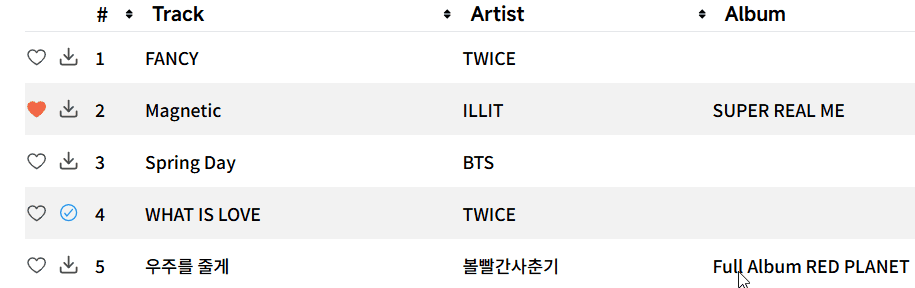 # Track Artist Album
1 FANCY TWICE
2 Magnetic ILLIT SUPER REAL ME
3 Spring Day BTS
4 WHAT IS LOVE TWICE
5 우주를 줄게 볼빨간사춘기 Full Album RED PLANET